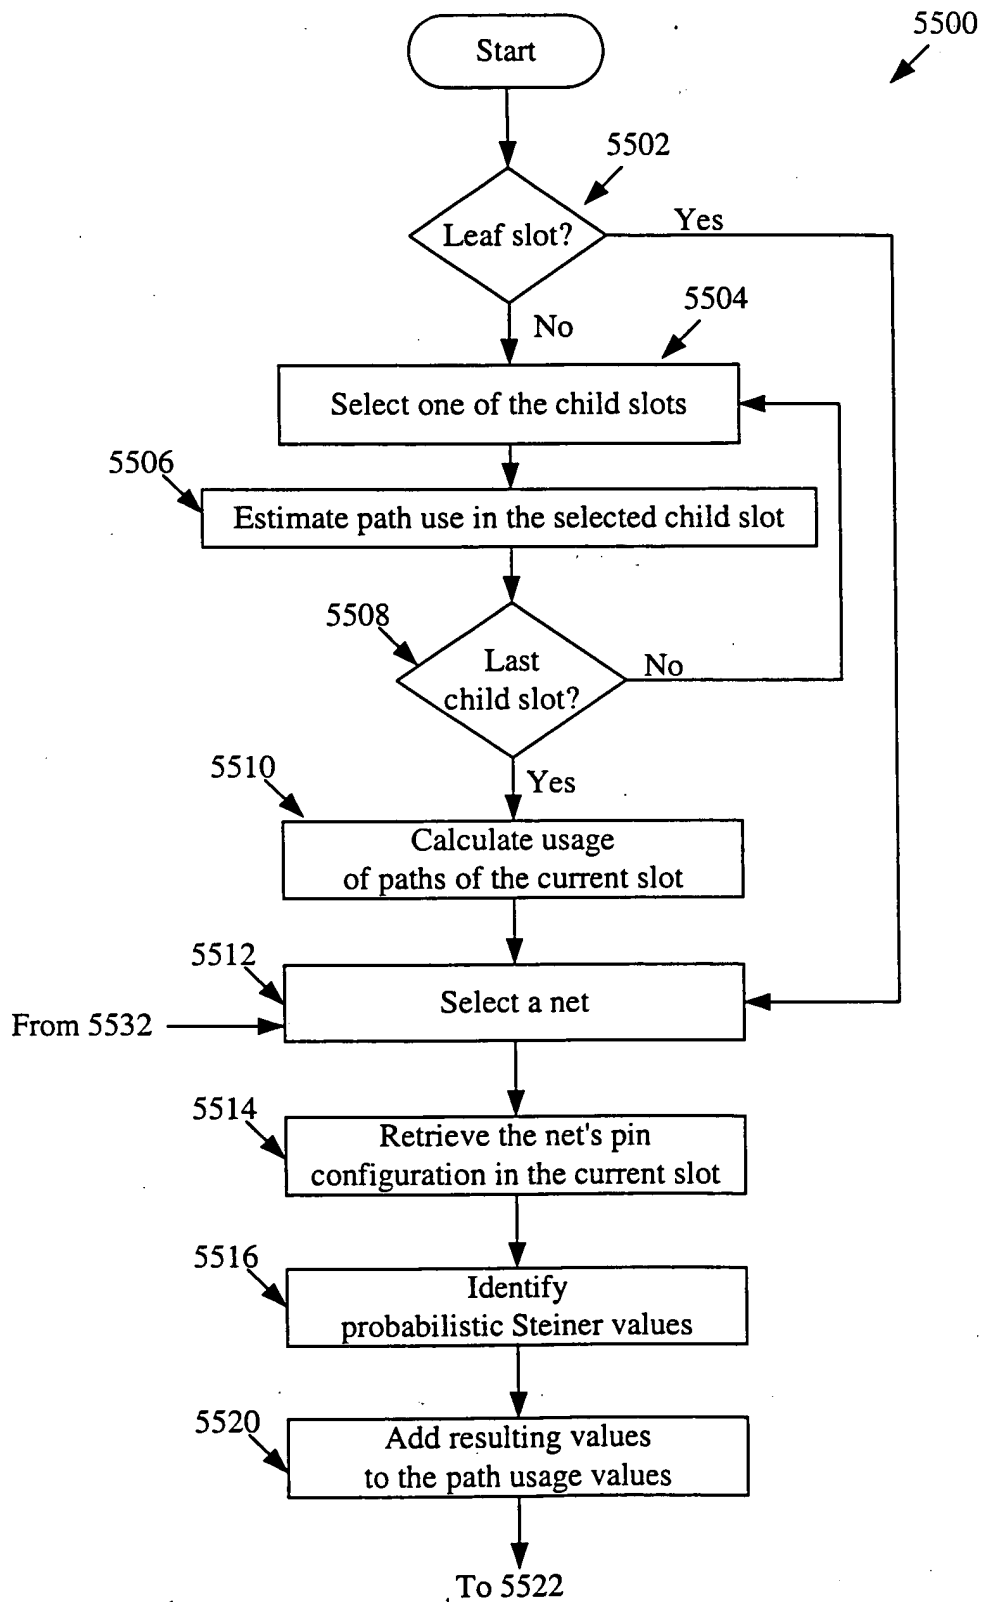 5500
Start
5502
Leaf slot?
Yes
No
5504
Select one of the child slots
5506
Estimate path use in the selected child slot
5508
Last
child slot?
No
Yes
5510
Calculate usage
of paths of the current slot
5512
Select a net
From 5532
5514
Retrieve the net's pin
configuration in the current slot
5516
Identify
probabilistic Steiner values
5520
Add resulting values
to the path usage values
To 5522